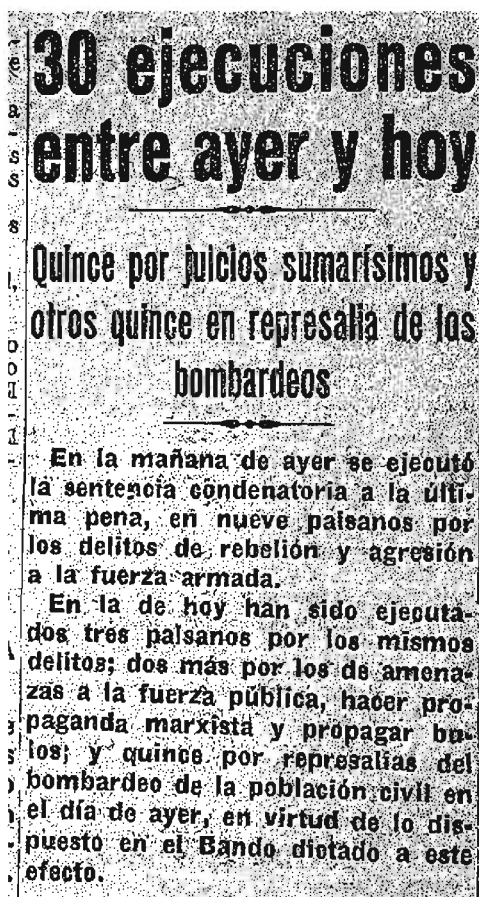 30 ejecuciones
entre ayer y hoy
Quince por juicios sumarísimos y
otros quince en represalia de los
bombardeos
En la mañana de ayer se ejecutó
la sentencia condenatoria a la últi-
ma pena, en nueve paisanos por
los delitos de rebelión y agresión
a la fuerza armada.
En la de hoy han sido ejecuta-
dos tres paisanos por los mismos
delitos; dos más por los de amena-
zas a la fuerza pública, hacer pro-
paganda marxista y propagar bu-
los; y quince por represalias del
bombardeo de la población civil en
el día de ayer, en virtud de lo dis-
puesto en el Bando dictado a este
efecto.